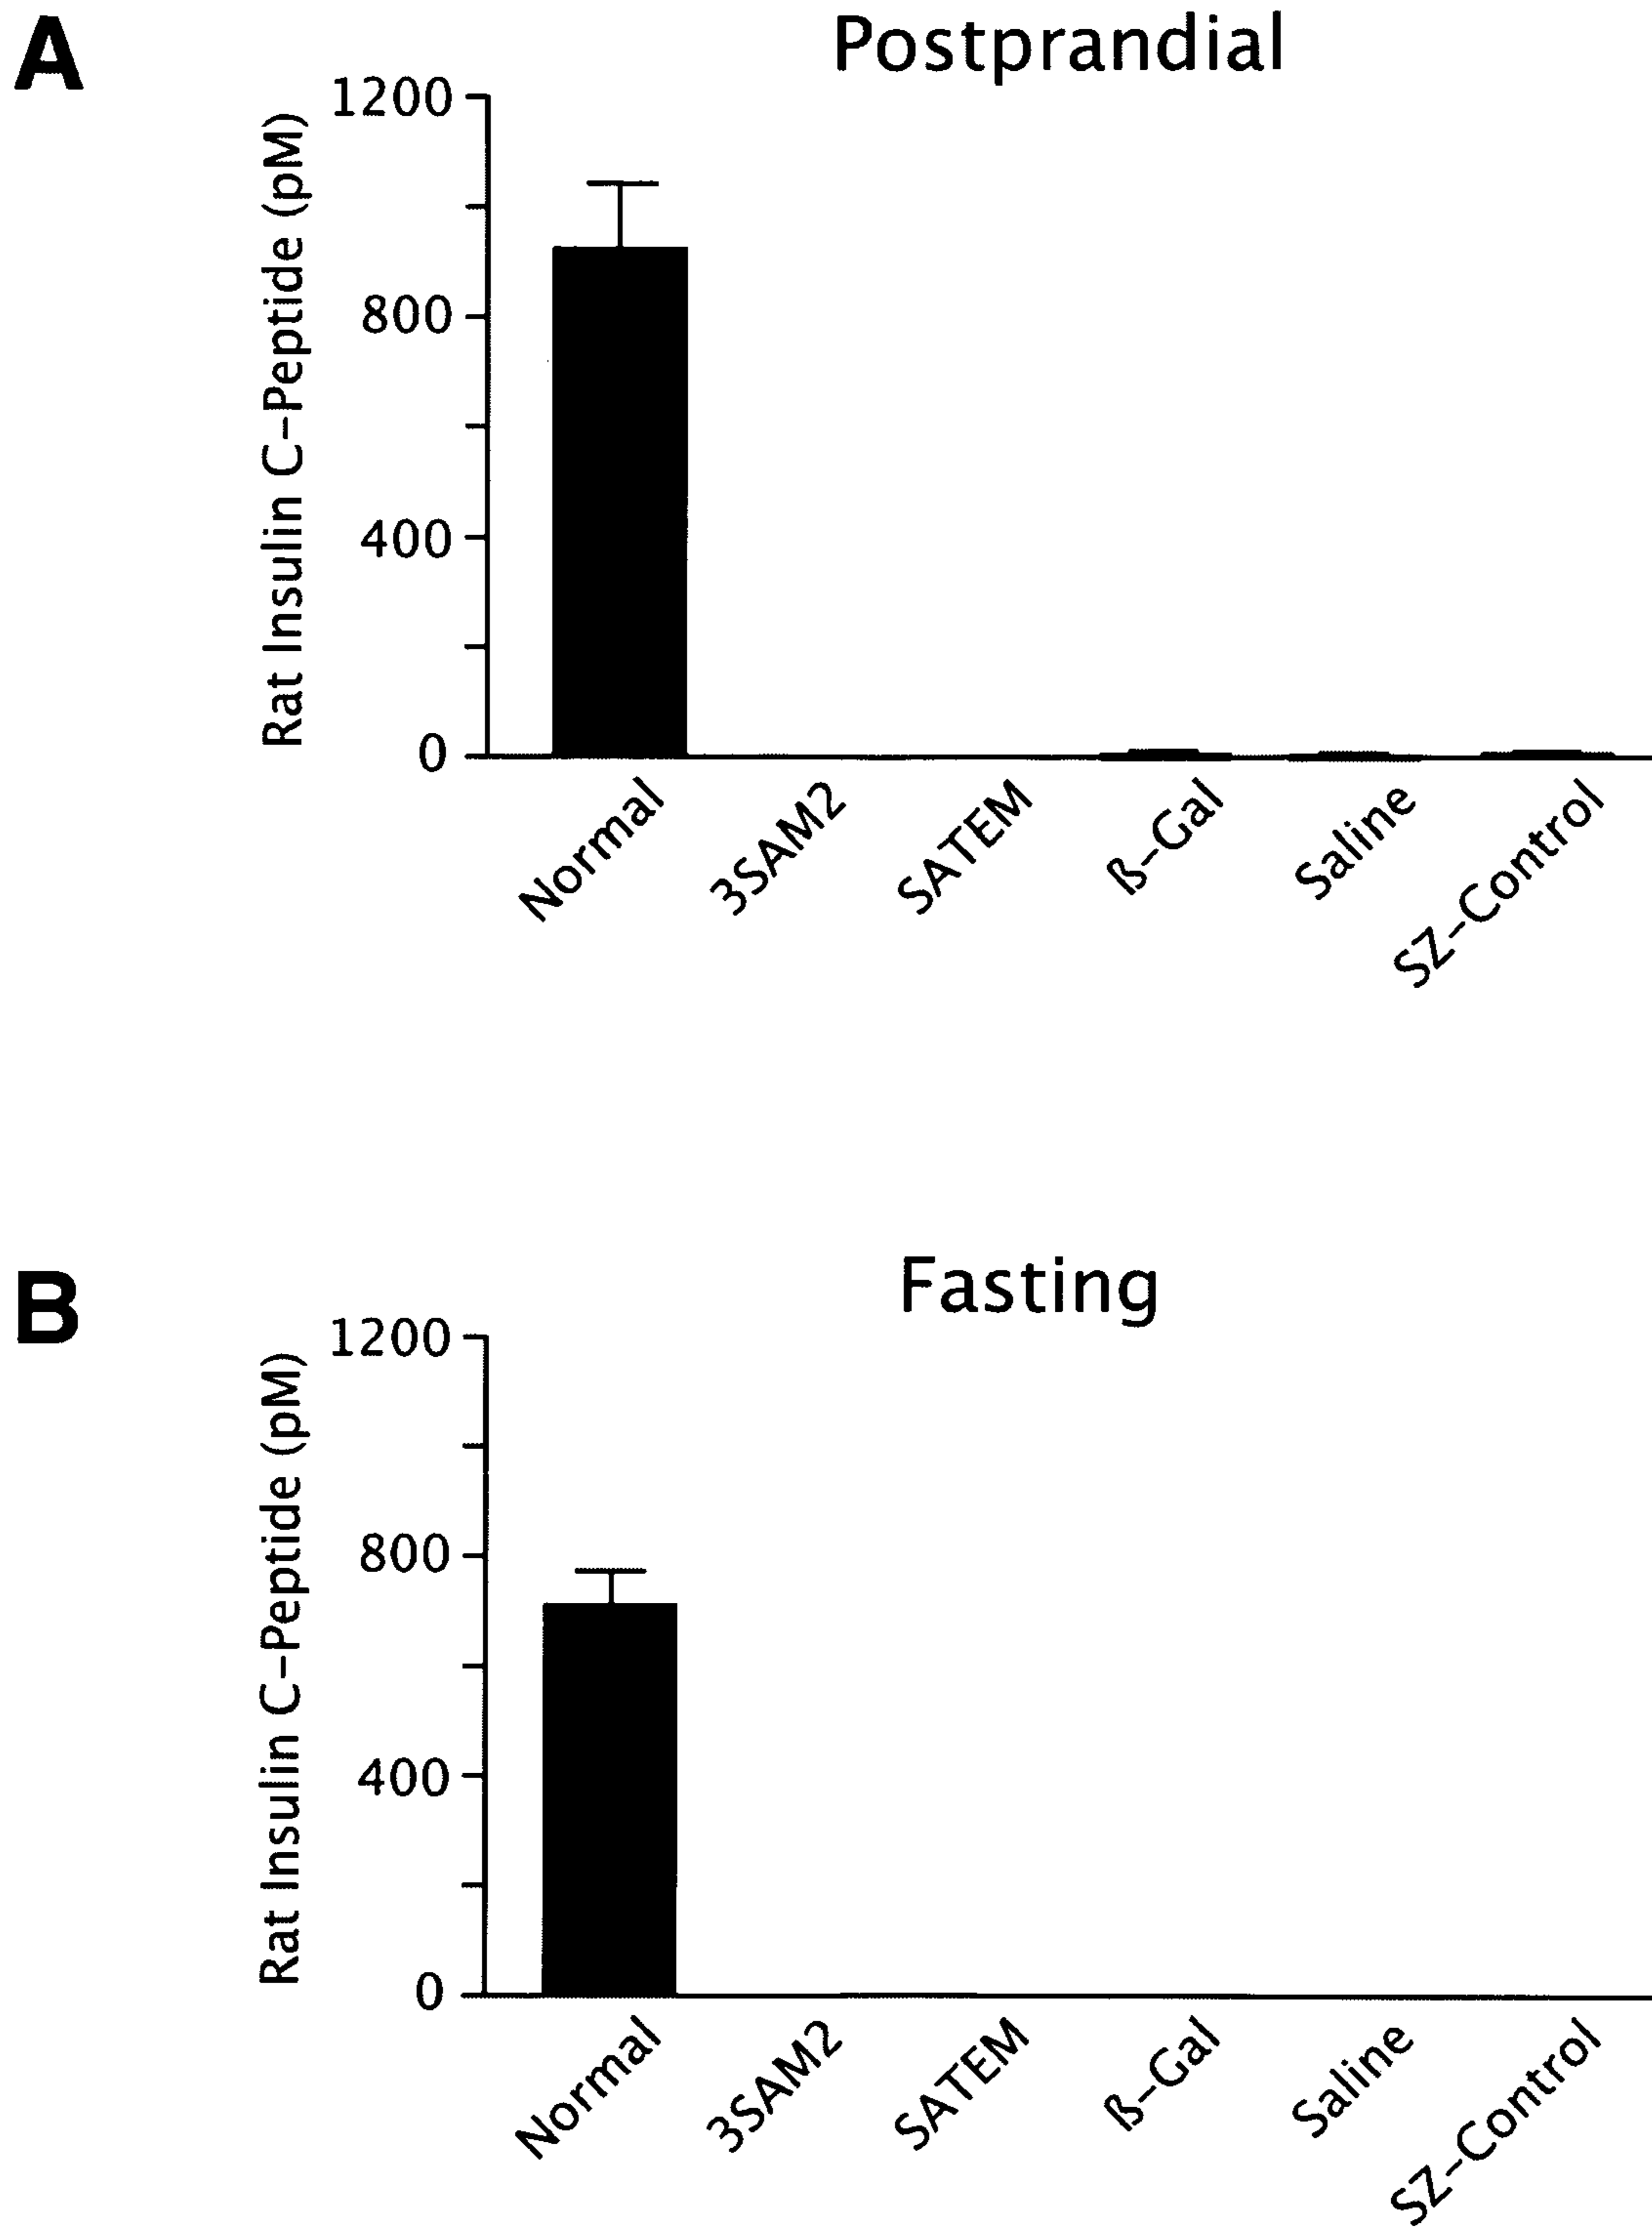 A
Postprandial
Rat Insulin C-Peptide (pM)
1200
800
400
0
Normal
3SAM2
SATEM
ß-Gal
Saline
SZ-Control
B
Fasting
Rat Insulin C-Peptide (pM)
1200
800
400
0
Normal
3SAM2
SATEM
ß-Gal
Saline
SZ-Control